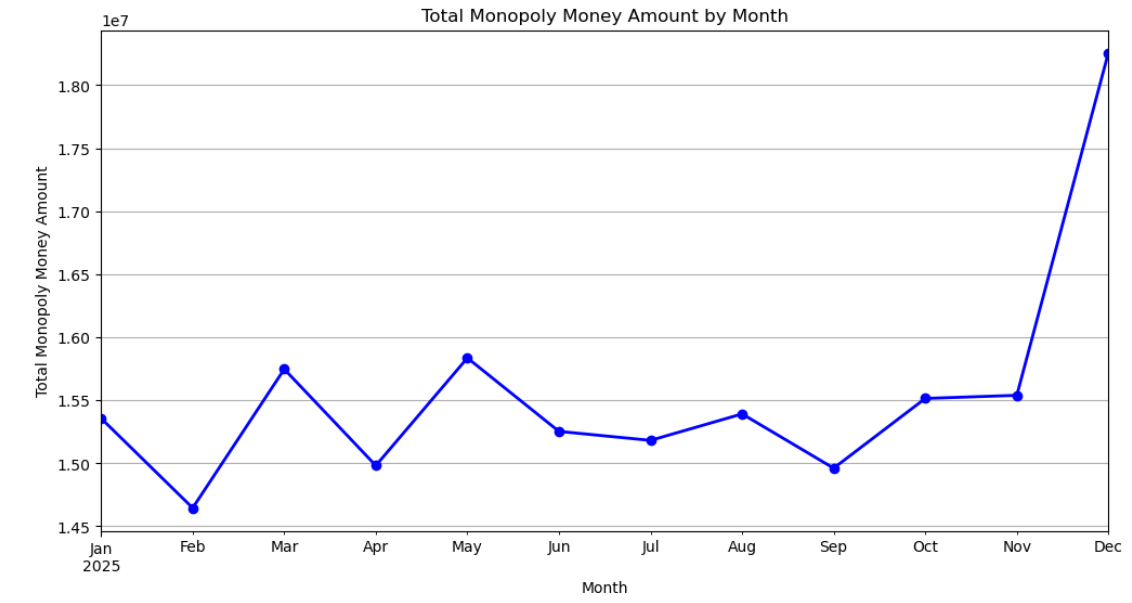 Total Monopoly Money Amount by Month
1e7
1.80
1.75
1.70
1.65
1.60
1.55
1.50
1.45
Total Monopoly Money Amount
Jan Feb Mar Apr May Jun Jul Aug Sep Oct Nov Dec
2025
Month